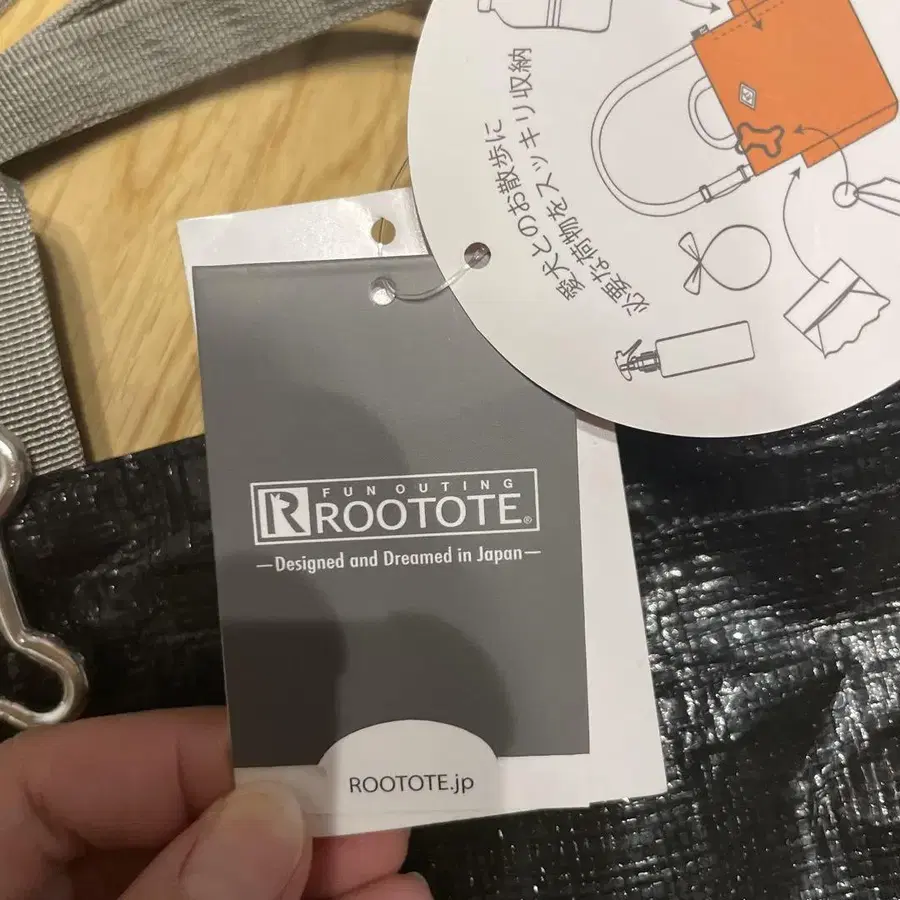 愛犬とのお散歩に
必要な荷物をスッキリ収納
FUN OUTING
R ROOTOTE®
—Designed and Dreamed in Japan—
ROOTOTE.jp